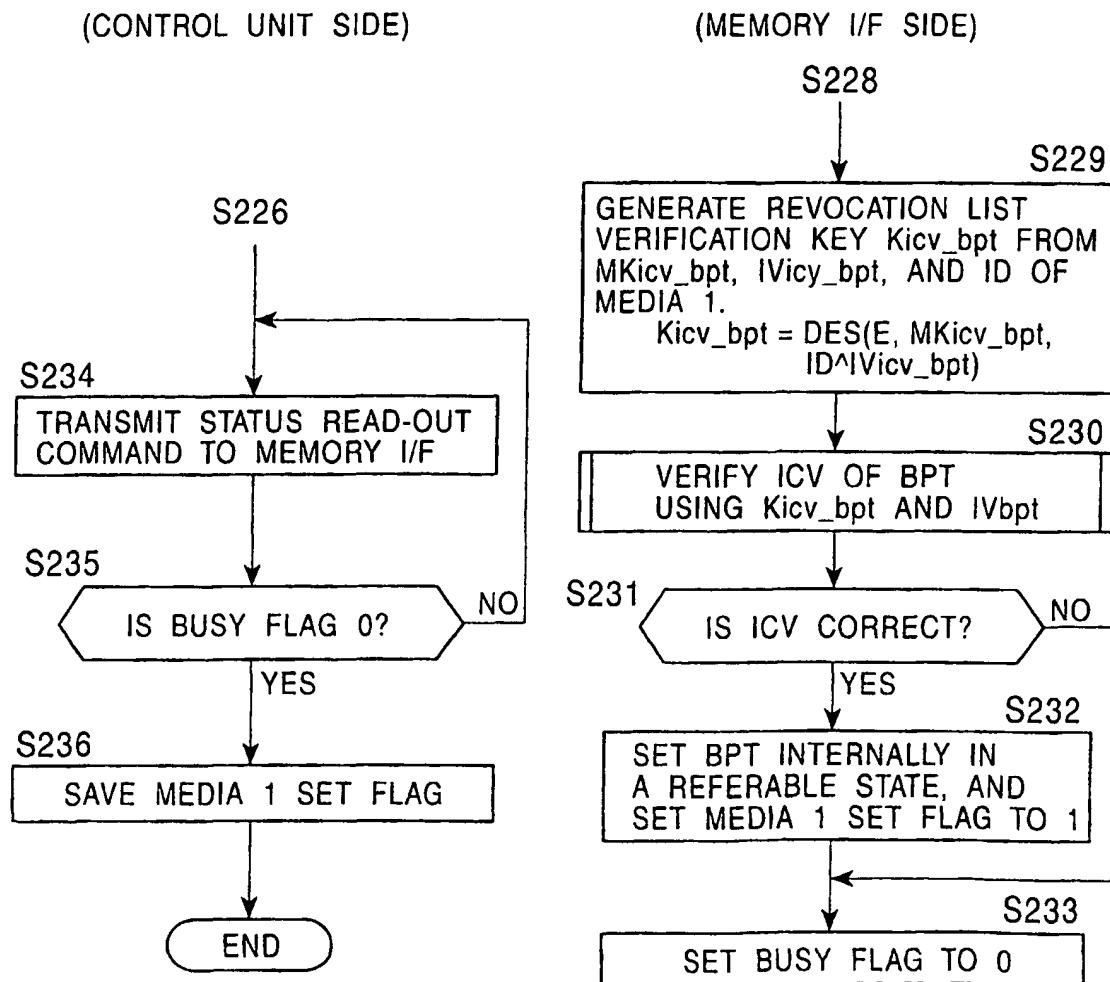 (CONTROL UNIT SIDE)
S226
S234
TRANSMIT STATUS READ-OUT
COMMAND TO MEMORY I/F
S235
IS BUSY FLAG 0?
NO
YES
S236
SAVE MEDIA 1 SET FLAG
END
(MEMORY I/F SIDE)
S228
S229
GENERATE REVOCATION LIST
VERIFICATION KEY Kicv_bpt FROM
MKicv_bpt, IVicy_bpt, AND ID OF
MEDIA 1.
Kicv_bpt = DES(E, MKicv_bpt,
ID^IVicv_bpt)
S230
VERIFY ICV OF BPT
USING Kicv_bpt AND IVbpt
S231
IS ICV CORRECT?
NO
YES
S232
SET BPT INTERNALLY IN
A REFERABLE STATE, AND
SET MEDIA 1 SET FLAG TO 1
S233
SET BUSY FLAG TO 0